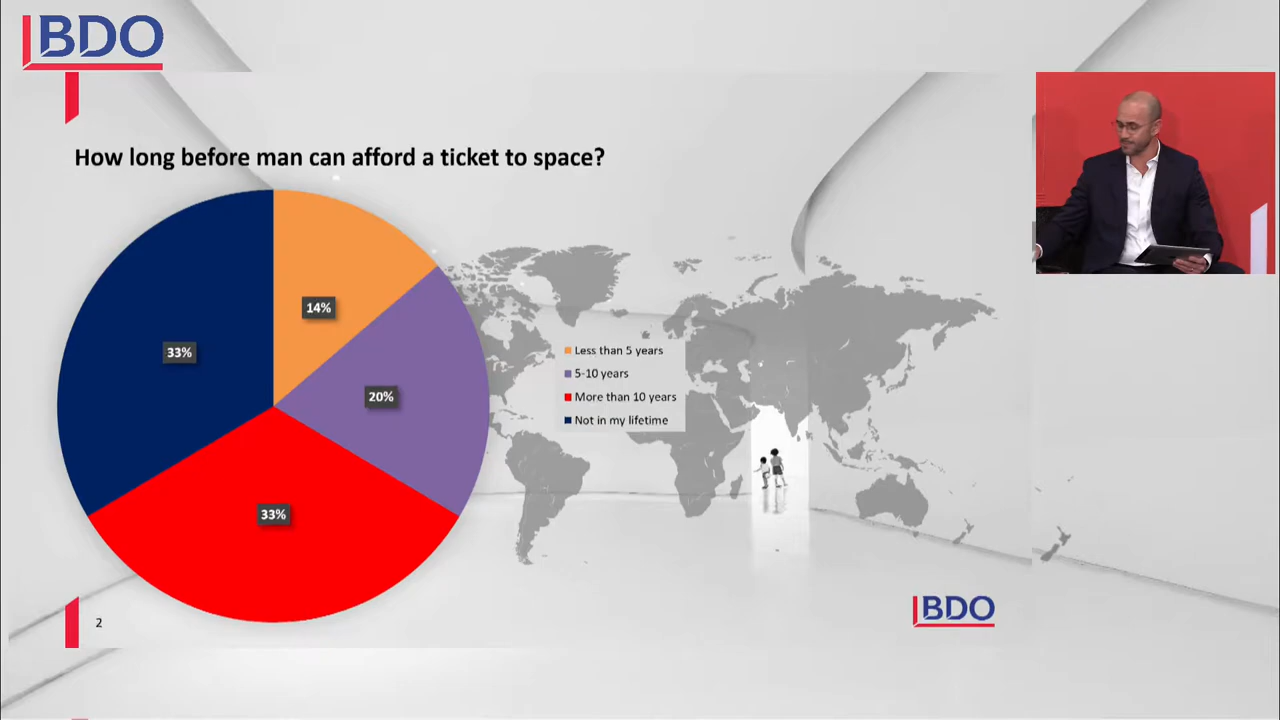 BDO
How long before man can afford a ticket to space?
14%
33%
20%
33%
Less than 5 years
5-10 years
More than 10 years
Not in my lifetime
2
BDO